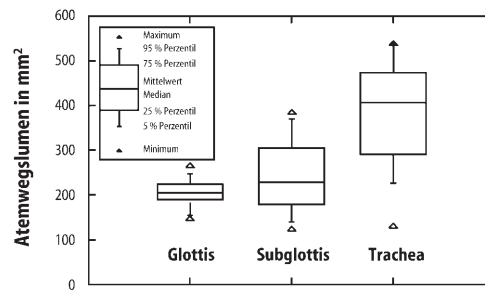 Atemwegslumen in mm²
600
500
400
300
200
100
0
Maximum
95 % Perzentil
75 % Perzentil
Mittelwert
Median
25 % Perzentil
5 % Perzentil
Minimum
Glottis Subglottis Trachea